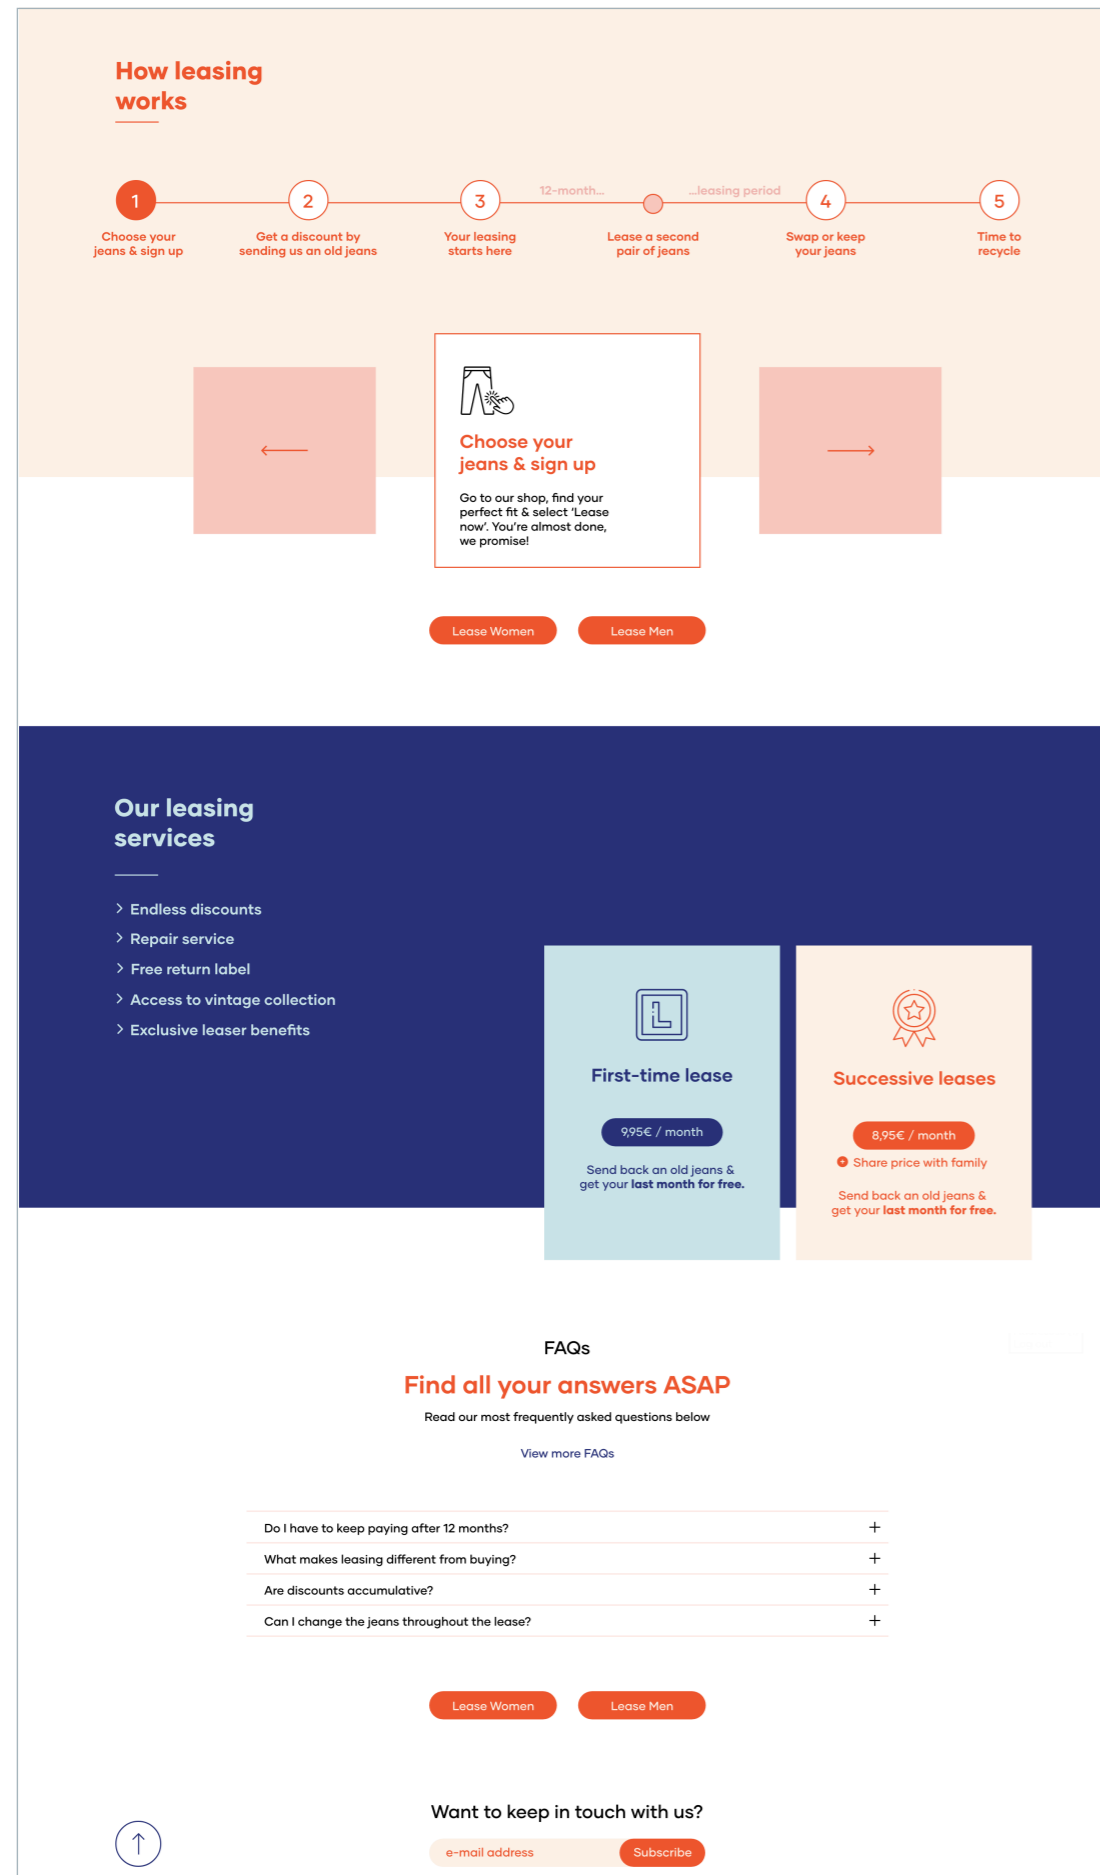 How leasing
works
12-month...
...leasing period
1
2
3
4
5
Choose your
jeans & sign up
Get a discount by
sending us an old jeans
Your leasing
starts here
Lease a second
pair of jeans
Swap or keep
your jeans
Time to
recycle
Choose your
jeans & sign up
Go to our shop, find your
perfect fit & select ‘Lease
now’. You’re almost done,
we promise!
Lease Women
Lease Men
Our leasing
services
Endless discounts
Repair service
Free return label
Access to vintage collection
Exclusive leaser benefits
L
First-time lease
9,95€ / month
Send back an old jeans &
get your last month for free.
Successive leases
8,95€ / month
Share price with family
Send back an old jeans &
get your last month for free.
FAQs
Find all your answers ASAP
Read our most frequently asked questions below
View more FAQs
Do I have to keep paying after 12 months?
What makes leasing different from buying?
Are discounts accumulative?
Can I change the jeans throughout the lease?
Lease Women
Lease Men
Want to keep in touch with us?
e-mail address
Subscribe